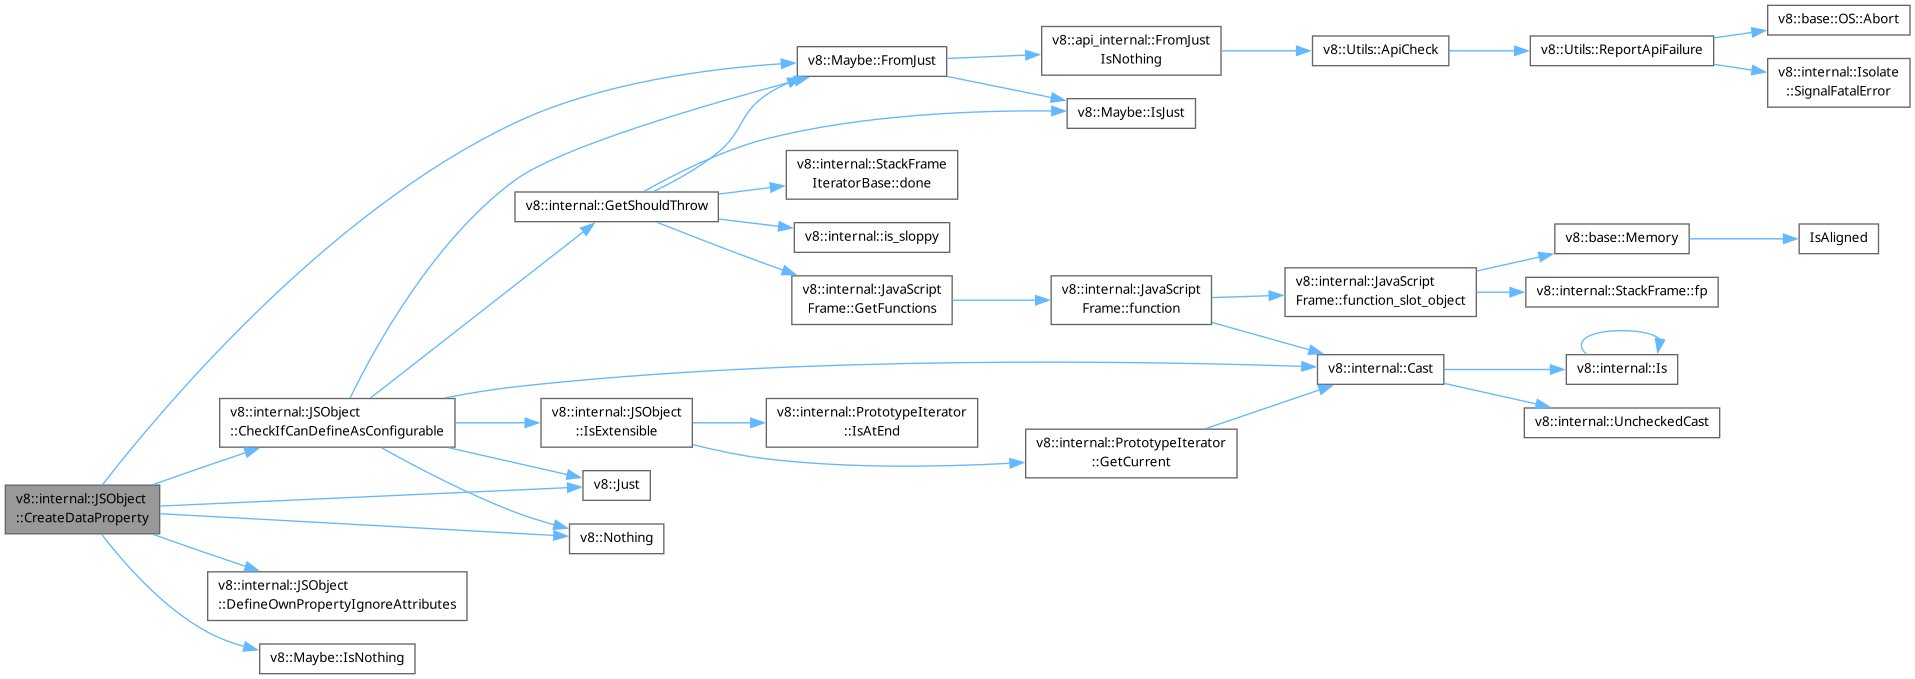 v8::internal::JSObject
::CreateDataProperty
v8::internal::JSObject
::CheckIfCanDefineAsConfigurable
v8::Maybe::FromJust
v8::api_internal::FromJust
IsNothing
v8::Utils::ApiCheck
v8::Utils::ReportApiFailure
v8::base::OS::Abort
v8::internal::Isolate
::SignalFatalError
v8::Maybe::IsJust
v8::internal::GetShouldThrow
v8::internal::StackFrame
IteratorBase::done
v8::internal::is_sloppy
v8::internal::JavaScript
Frame::GetFunctions
v8::internal::JavaScript
Frame::function
v8::internal::JavaScript
Frame::function_slot_object
v8::base::Memory
IsAligned
v8::internal::StackFrame::fp
v8::internal::Cast
v8::internal::Is
v8::internal::UncheckedCast
v8::internal::JSObject
::IsExtensible
v8::internal::PrototypeIterator
::IsAtEnd
v8::internal::PrototypeIterator
::GetCurrent
v8::Just
v8::Nothing
v8::internal::JSObject
::DefineOwnPropertyIgnoreAttributes
v8::Maybe::IsNothing